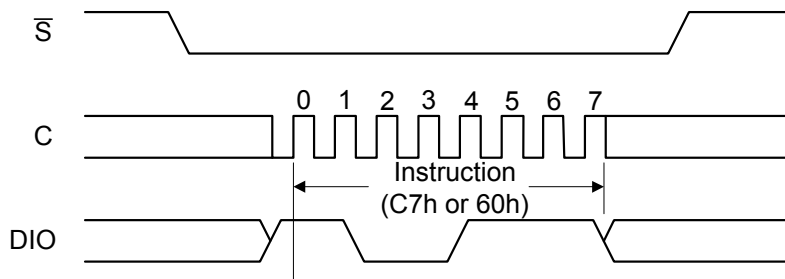 S̅
0 1 2 3 4 5 6 7
C
Instruction
(C7h or 60h)
DIO